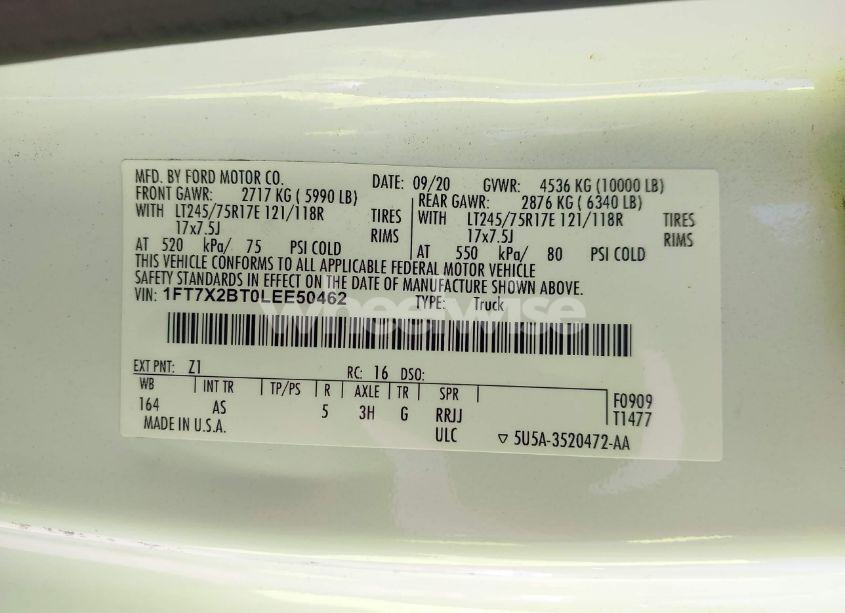 MFD. BY FORD MOTOR CO. DATE: 09/20 GVWR: 4536 KG (10000 LB)
FRONT GAWR: 2717 KG ( 5990 LB) REAR GAWR: 2876 KG ( 6340 LB)
WITH LT245/75R17E 121/118R TIRES WITH LT245/75R17E 121/118R TIRES
17x7.5J RIMS 17x7.5J RIMS
AT 520 kPa/ 75 PSI COLD AT 550 kPa/ 80 PSI COLD
THIS VEHICLE CONFORMS TO ALL APPLICABLE FEDERAL MOTOR VEHICLE
SAFETY STANDARDS IN EFFECT ON THE DATE OF MANUFACTURE SHOWN ABOVE.
VIN: 1FT7X2BT0LEE50462 TYPE: Truck
wheelwise
EXT PNT: Z1 RC: 16 DSO:
WB INT TR TP/PS R AXLE TR SPR F0909
164 AS 5 3H G RRJJ T1477
MADE IN U.S.A. ULC ▽ 5U5A-3520472-AA